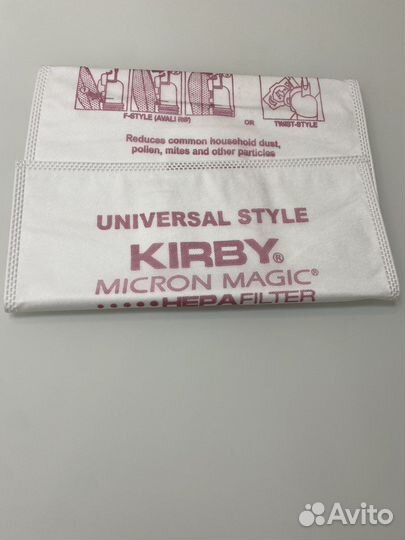 F-STYLE (AVALIR®)
OR
TWIST-STYLE
Reduces common household dust,
pollen, mites and other particles
UNIVERSAL STYLE
KIRBY®
MICRON MAGIC®
HEPA FILTER
Avito